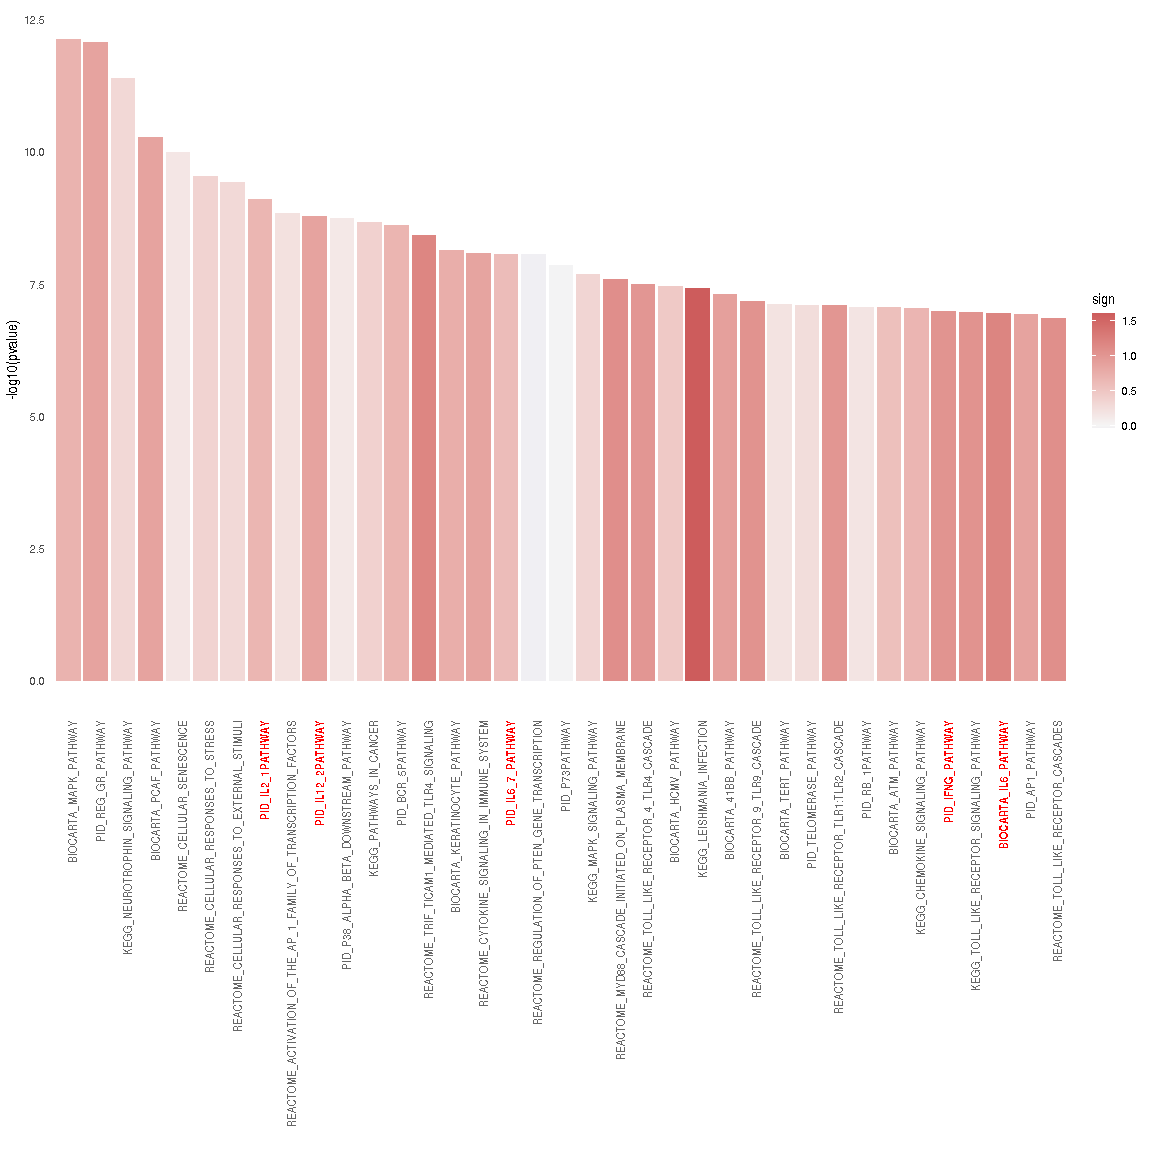 12.5
10.0
7.5
5.0
2.5
0.0
-log10(pvalue)
BIOCARTA_MAPK_PATHWAY
PID_REG_GR_PATHWAY
KEGG_NEUROTROPHIN_SIGNALING_PATHWAY
BIOCARTA_PCAF_PATHWAY
REACTOME_CELLULAR_SENESCENCE
REACTOME_CELLULAR_RESPONSES_TO_STRESS
REACTOME_CELLULAR_RESPONSES_TO_EXTERNAL_STIMULI
PID_IL2_1PATHWAY
REACTOME_ACTIVATION_OF_THE_AP_1_FAMILY_OF_TRANSCRIPTION_FACTORS
PID_IL12_2PATHWAY
PID_P38_ALPHA_BETA_DOWNSTREAM_PATHWAY
KEGG_PATHWAYS_IN_CANCER
PID_BCR_5PATHWAY
REACTOME_TRIF_TICAM1_MEDIATED_TLR4_SIGNALING
BIOCARTA_KERATINOCYTE_PATHWAY
REACTOME_CYTOKINE_SIGNALING_IN_IMMUNE_SYSTEM
PID_IL6_7_PATHWAY
REACTOME_REGULATION_OF_PTEN_GENE_TRANSCRIPTION
PID_P73PATHWAY
KEGG_MAPK_SIGNALING_PATHWAY
REACTOME_MYD88_CASCADE_INITIATED_ON_PLASMA_MEMBRANE
REACTOME_TOLL_LIKE_RECEPTOR_4_TLR4_CASCADE
BIOCARTA_HCMV_PATHWAY
KEGG_LEISHMANIA_INFECTION
BIOCARTA_41BB_PATHWAY
REACTOME_TOLL_LIKE_RECEPTOR_9_TLR9_CASCADE
BIOCARTA_TERT_PATHWAY
PID_TELOMERASE_PATHWAY
REACTOME_TOLL_LIKE_RECEPTOR_TLR1:TLR2_CASCADE
PID_RB_1PATHWAY
BIOCARTA_ATM_PATHWAY
KEGG_CHEMOKINE_SIGNALING_PATHWAY
PID_IFNG_PATHWAY
KEGG_TOLL_LIKE_RECEPTOR_SIGNALING_PATHWAY
BIOCARTA_IL6_PATHWAY
PID_AP1_PATHWAY
REACTOME_TOLL_LIKE_RECEPTOR_CASCADES
sign
1.5
1.0
0.5
0.0